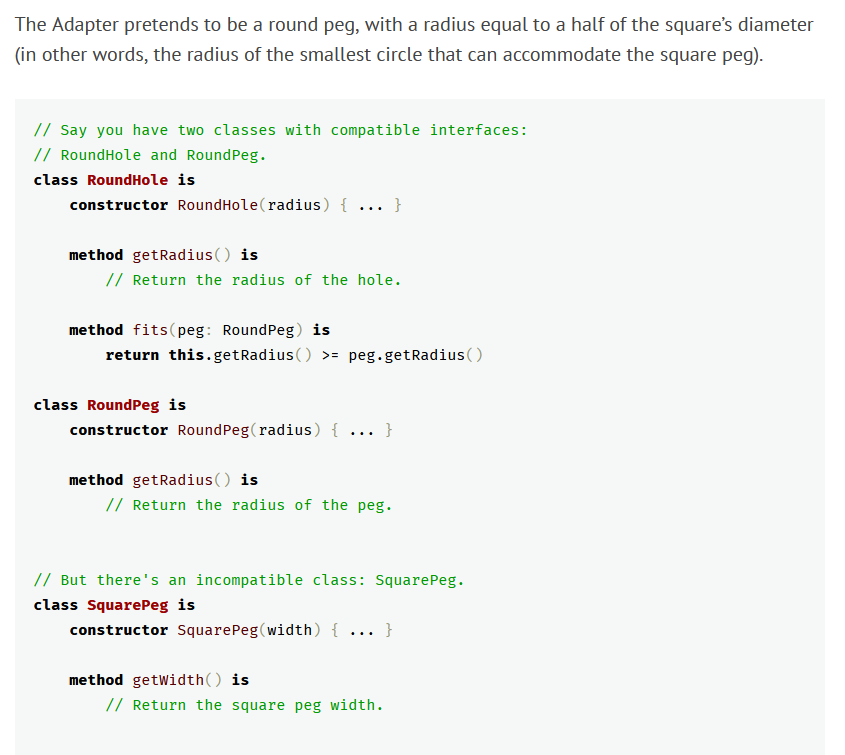 The Adapter pretends to be a round peg, with a radius equal to a half of the square’s diameter
(in other words, the radius of the smallest circle that can accommodate the square peg).
// Say you have two classes with compatible interfaces:
// RoundHole and RoundPeg.
class RoundHole is
    constructor RoundHole(radius) { ... }
    method getRadius() is
        // Return the radius of the hole.
    method fits(peg: RoundPeg) is
        return this.getRadius() >= peg.getRadius()
class RoundPeg is
    constructor RoundPeg(radius) { ... }
    method getRadius() is
        // Return the radius of the peg.
// But there's an incompatible class: SquarePeg.
class SquarePeg is
    constructor SquarePeg(width) { ... }
    method getWidth() is
        // Return the square peg width.